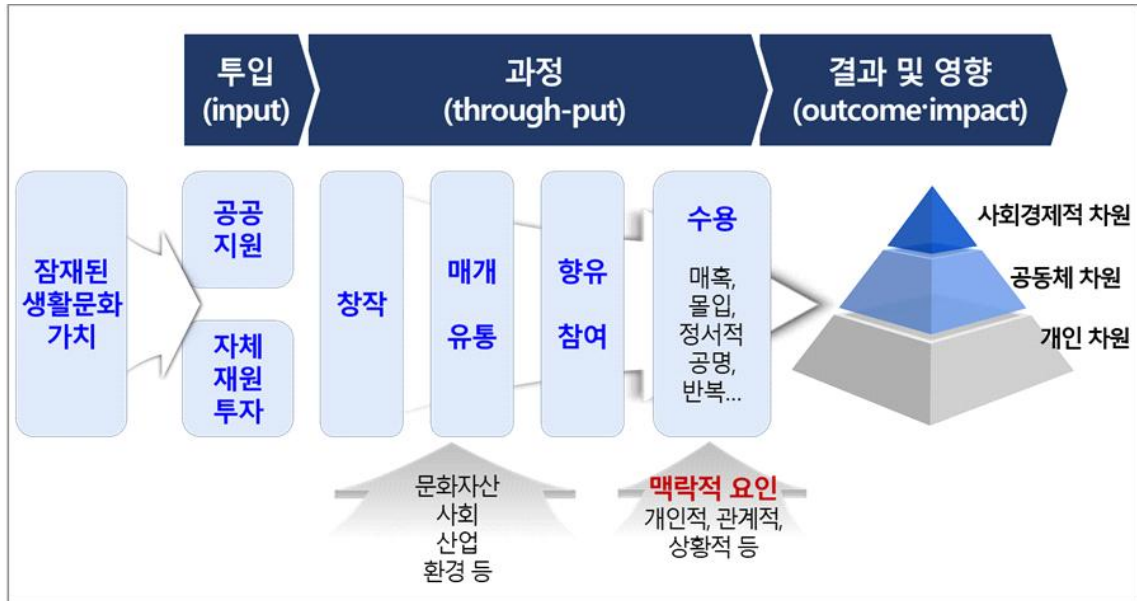 투입
(input)
과정
(through-put)
결과 및 영향
(outcome·impact)
잠재된
생활문화
가치
공공
지원
자체
재원
투자
창작
매개
유통
향유
참여
수용
매혹,
몰입,
정서적
공명,
반복...
사회경제적 차원
공동체 차원
개인 차원
문화자산
사회
산업
환경 등
맥락적 요인
개인적, 관계적,
상황적 등